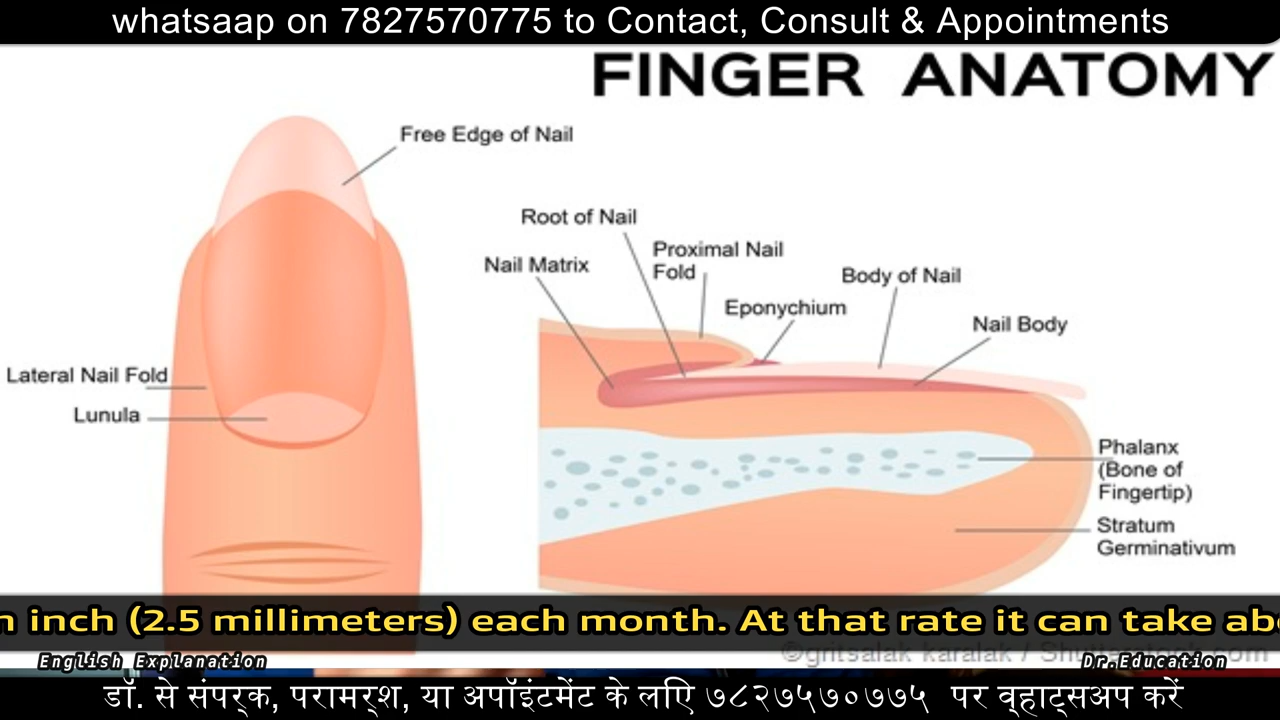 whatsaap on 7827570775 to Contact, Consult & Appointments
FINGER ANATOMY
Free Edge of Nail
Root of Nail
Proximal Nail
Fold
Nail Matrix
Body of Nail
Eponychium
Nail Body
Lateral Nail Fold
Lunula
Phalanx
(Bone of
Fingertip)
Stratum
Germinativum
inch (2.5 millimeters) each month. At that rate it can take
©gritsalak karalak /
English Explanation
Dr.Education
डॉ. से संपर्क, परामर्श, या अपॉइंटमेंट के लिए ७८२७५७०७७५ पर व्हाट्सअप करें